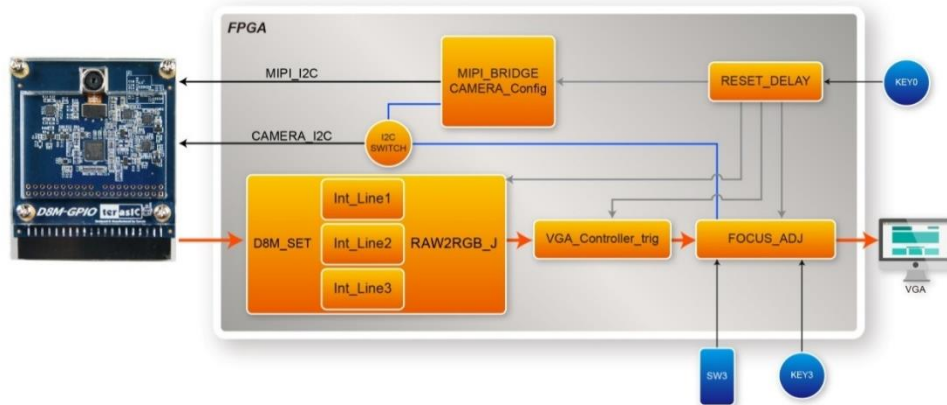 FPGA
MIPI_I2C
MIPI_BRIDGE
CAMERA_Config
RESET_DELAY
KEY0
CAMERA_I2C
I2C
SWITCH
D8M-GPIO terasIC
D8M_SET
Int_Line1
Int_Line2
Int_Line3
RAW2RGB_J
VGA_Controller_trig
FOCUS_ADJ
VGA
SW3
KEY3